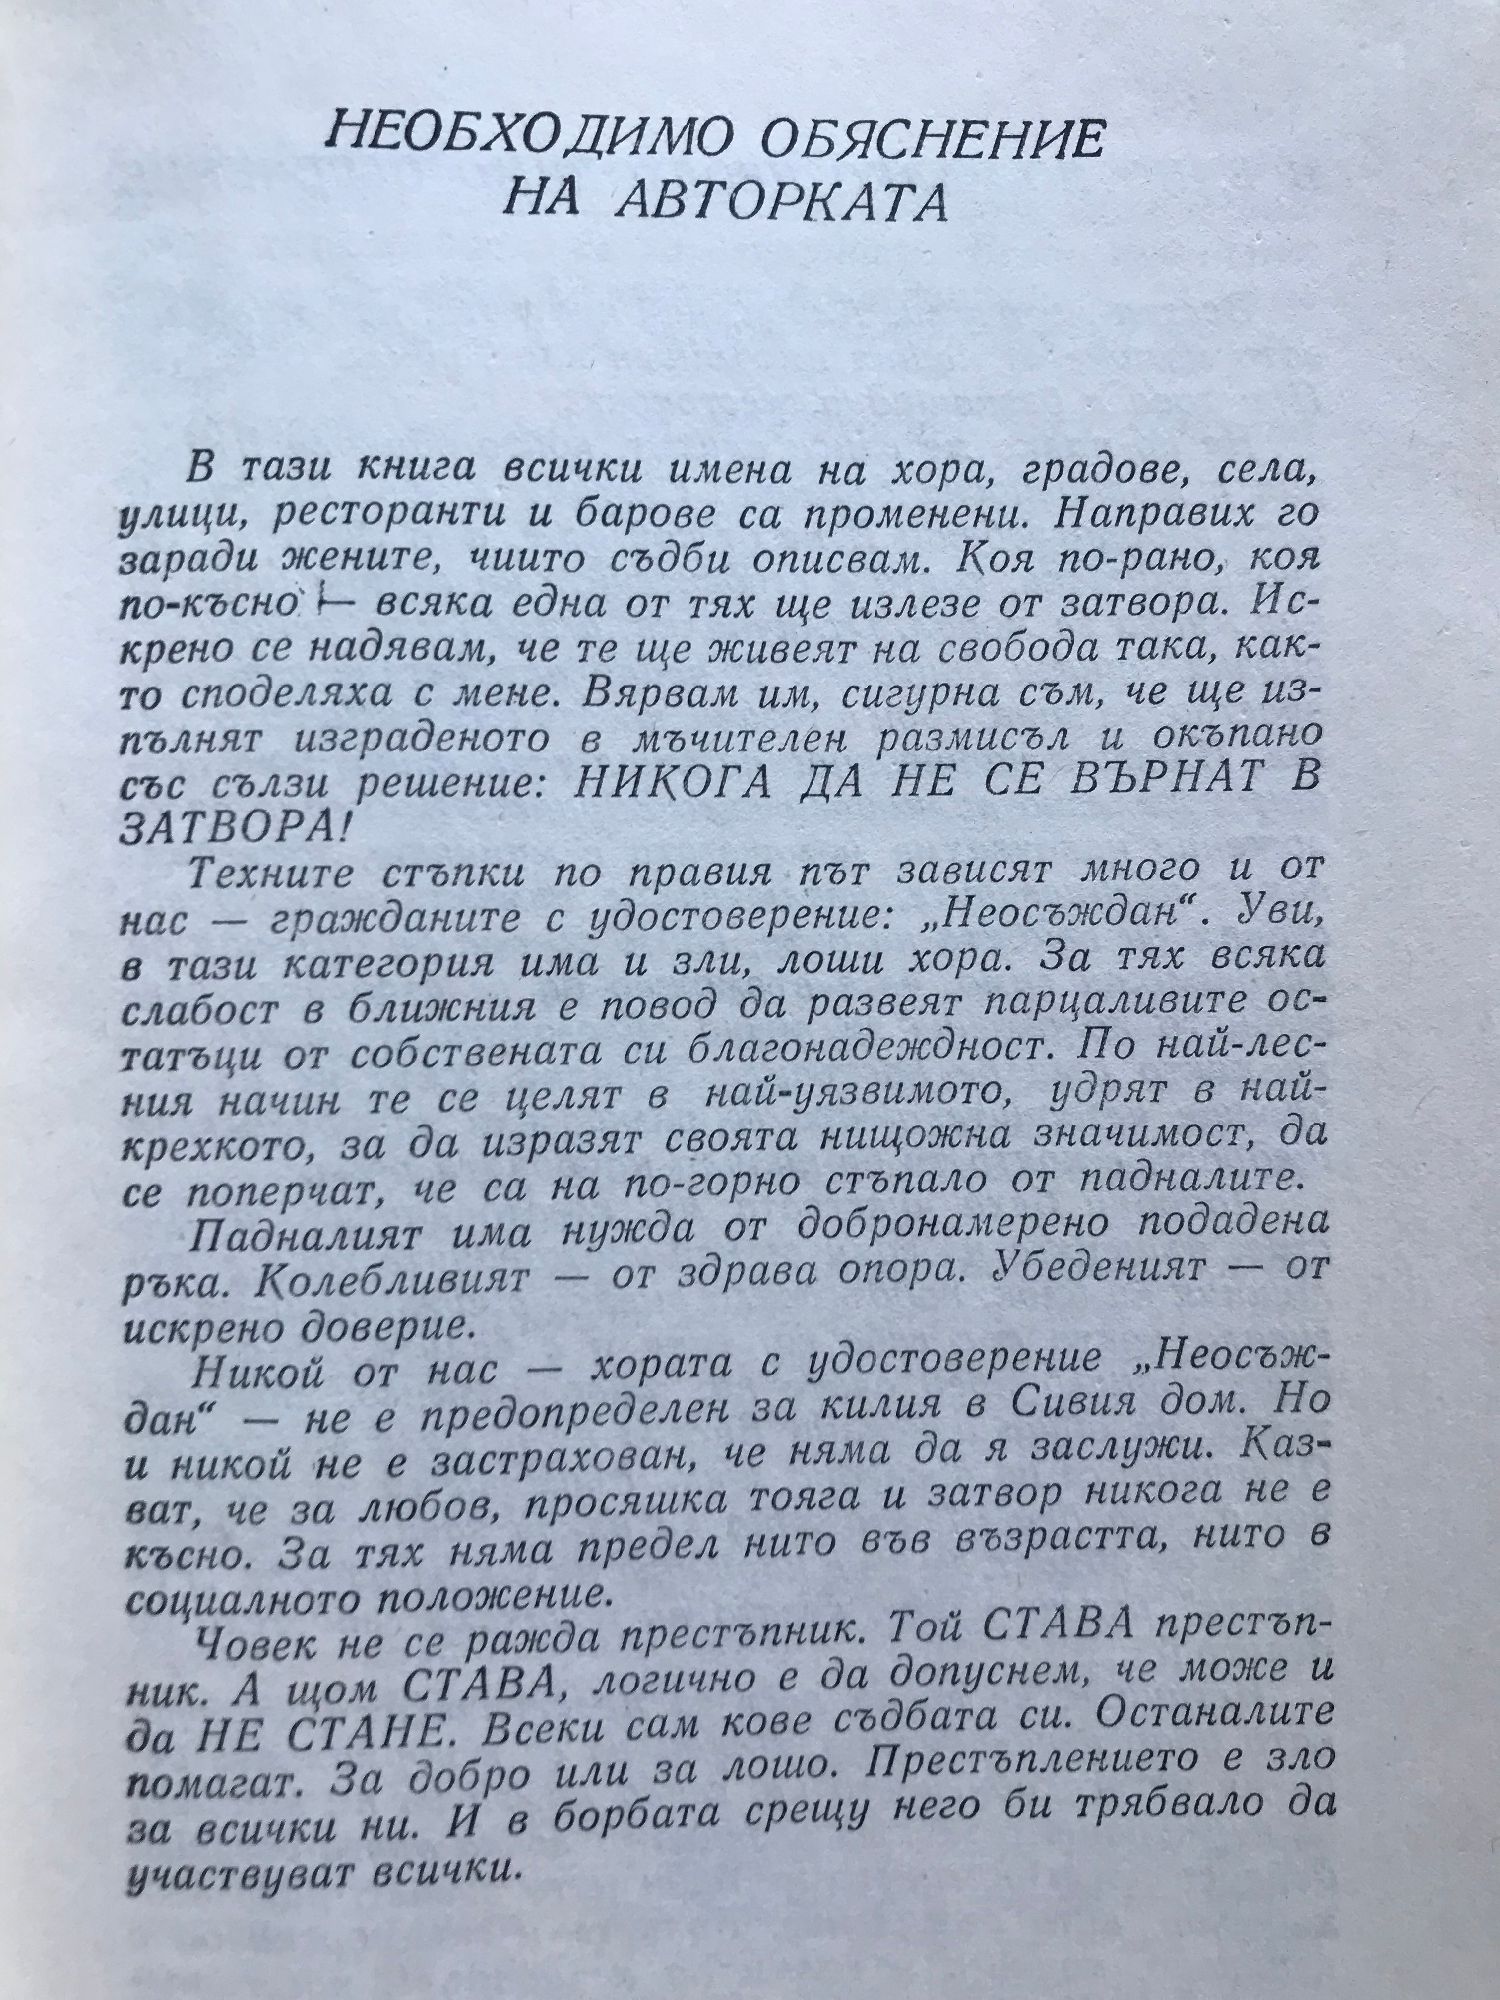 НЕОБХОДИМО ОБЯСНЕНИЕ
НА АВТОРКАТА
В тази книга всички имена на хора, градове, села,
улици, ресторанти и барове са променени. Направих го
заради жените, чиито съдби описвам. Коя по-рано, коя
по-късно — всяка една от тях ще излезе от затвора. Ис-
крено се надявам, че те ще живеят на свобода така, как-
то споделяха с мене. Вярвам им, сигурна съм, че ще из-
пълнят изграденото в мъчителен размисъл и окъпано
със сълзи решение: НИКОГА ДА НЕ СЕ ВЪРНАТ В
ЗАТВОРА!
Техните стъпки по правия път зависят много и от
нас — гражданите с удостоверение: „Неосъждан“. Уви,
в тази категория има и зли, лоши хора. За тях всяка
слабост в ближния е повод да развеят парцаливите ос-
татъци от собствената си благонадеждност. По най-лес-
ния начин те се целят в най-уязвимото, удрят в най-
крехкото, за да изразят своята нищожна значимост, да
се поперчат, че са на по-горно стъпало от падналите.
Падналият има нужда от добронамерено подадена
ръка. Колебливият — от здрава опора. Убеденият — от
искрено доверие.
Никой от нас — хората с удостоверение „Неосъж-
дан“ — не е предопределен за килия в Сивия дом. Но
и никой не е застрахован, че няма да я заслужи. Каз-
ват, че за любов, просяшка тояга и затвор никога не е
късно. За тях няма предел нито във възрастта, нито в
социалното положение.
Човек не се ражда престъпник. Той СТАВА престъп-
ник. А щом СТАВА, логично е да допуснем, че може и
да НЕ СТАНЕ. Всеки сам кове съдбата си. Останалите
помагат. За добро или за лошо. Престъплението е зло
за всички ни. И в борбата срещу него би трябвало да
участвуват всички.